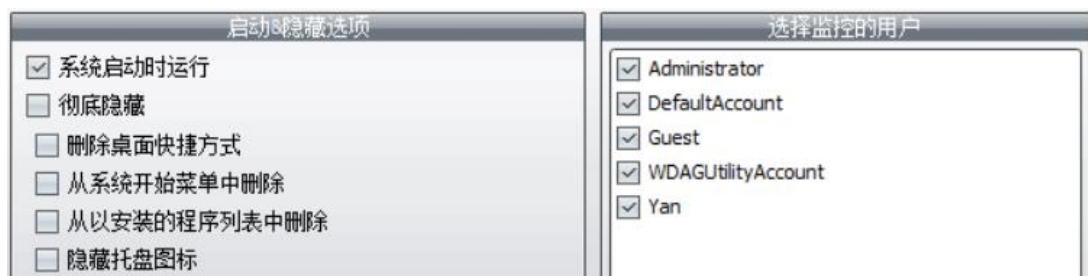 启动&隐藏选项
系统启动时运行
彻底隐藏
删除桌面快捷方式
从系统开始菜单中删除
从以安装的程序列表中删除
隐藏托盘图标
选择监控的用户
Administrator
DefaultAccount
Guest
WDAGUtilityAccount
Yan